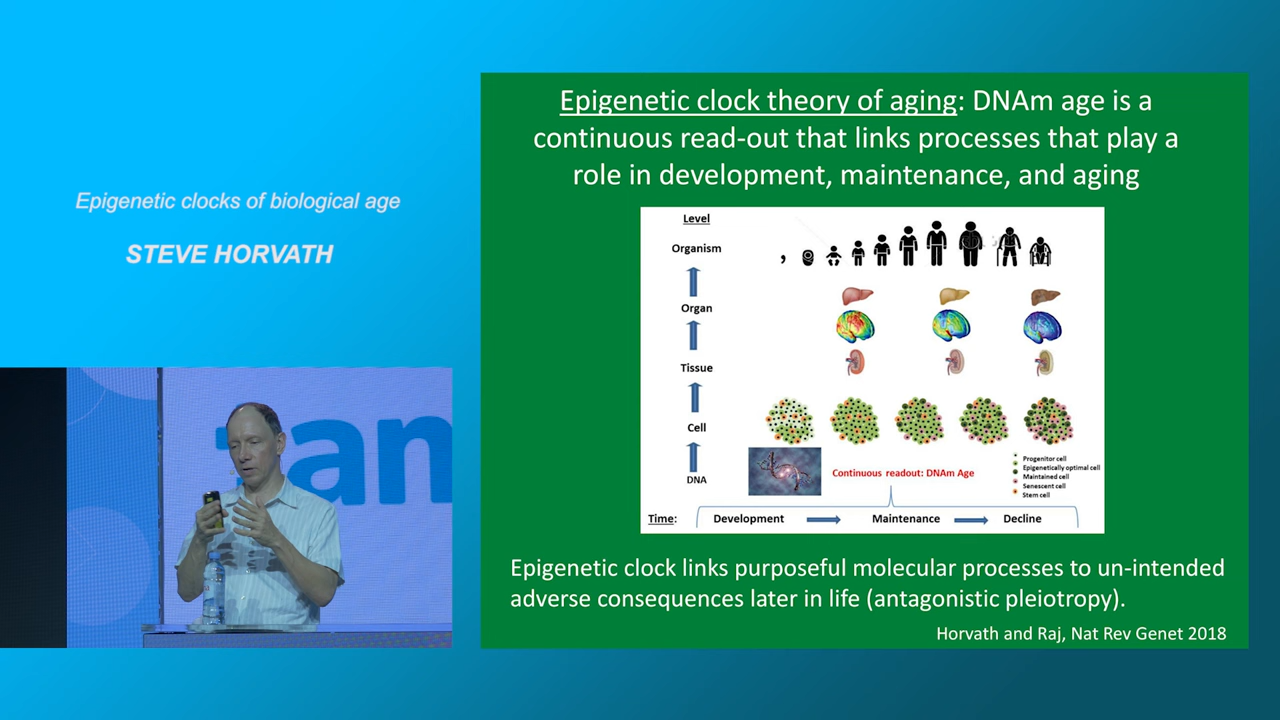 Epigenetic clocks of biological age
STEVE HORVATH
Epigenetic clock theory of aging: DNAm age is a
continuous read-out that links processes that play a
role in development, maintenance, and aging
Level
Organism
Organ
Tissue
Cell
DNA
Continuous readout: DNAm Age
Progenitor cell
Epigenetically optimal cell
Maintained cell
Senescent cell
Stem cell
Time:
Development
Maintenance
Decline
Epigenetic clock links purposeful molecular processes to un-intended
adverse consequences later in life (antagonistic pleiotropy).
Horvath and Raj, Nat Rev Genet 2018